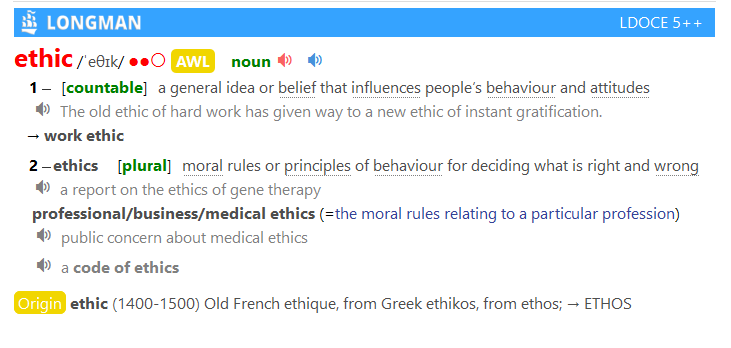 LONGMAN LDOCE 5++
ethic /ˈeθɪk/ ●●○ AWL noun
1 – [countable] a general idea or belief that influences people's behaviour and attitudes
The old ethic of hard work has given way to a new ethic of instant gratification.
→ work ethic
2 – ethics [plural] moral rules or principles of behaviour for deciding what is right and wrong
a report on the ethics of gene therapy
professional/business/medical ethics (=the moral rules relating to a particular profession)
public concern about medical ethics
a code of ethics
Origin ethic (1400-1500) Old French ethique, from Greek ethikos, from ethos; → ETHOS